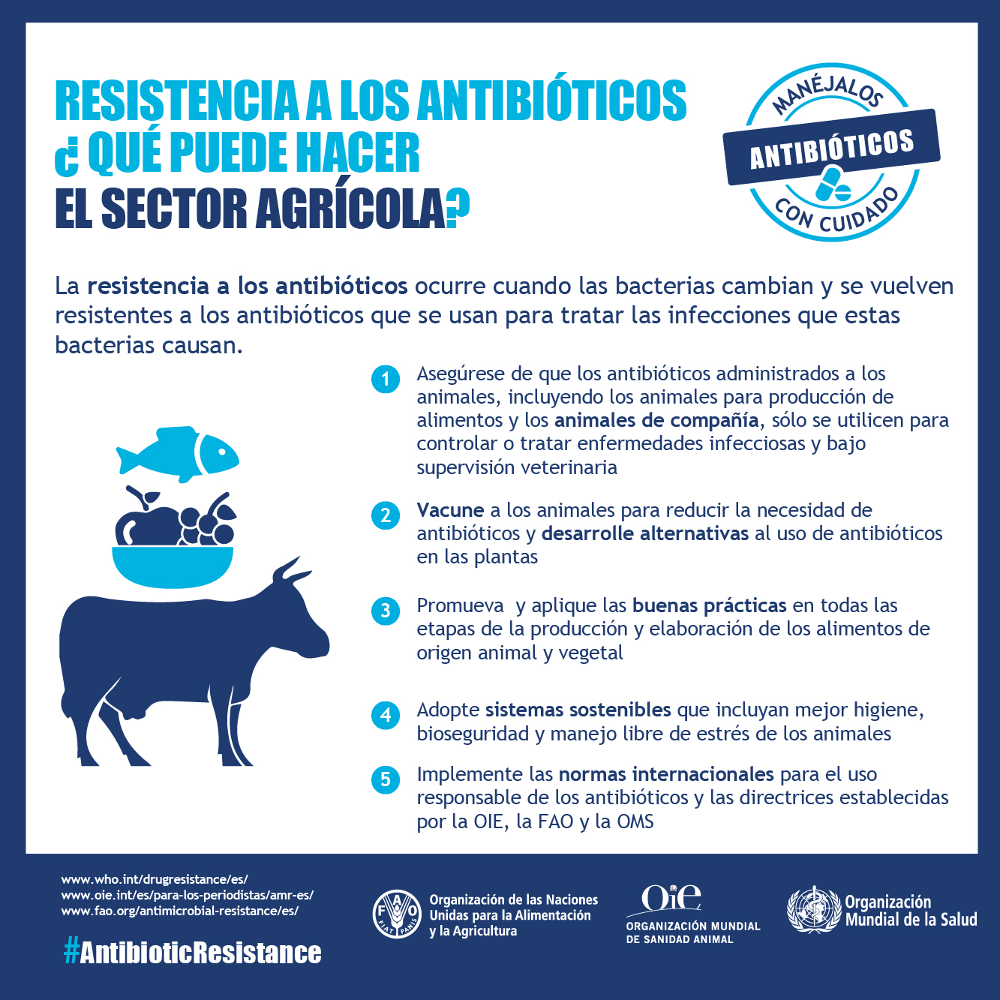 RESISTENCIA A LOS ANTIBIÓTICOS
¿ QUÉ PUEDE HACER
EL SECTOR AGRÍCOLA?
MANÉJALOS
ANTIBIÓTICOS
CON CUIDADO
La resistencia a los antibióticos ocurre cuando las bacterias cambian y se vuelven
resistentes a los antibióticos que se usan para tratar las infecciones que estas
bacterias causan.
1 Asegúrese de que los antibióticos administrados a los
animales, incluyendo los animales para producción de
alimentos y los animales de compañía, sólo se utilicen para
controlar o tratar enfermedades infecciosas y bajo
supervisión veterinaria
2 Vacune a los animales para reducir la necesidad de
antibióticos y desarrolle alternativas al uso de antibióticos
en las plantas
3 Promueva y aplique las buenas prácticas en todas las
etapas de la producción y elaboración de los alimentos de
origen animal y vegetal
4 Adopte sistemas sostenibles que incluyan mejor higiene,
bioseguridad y manejo libre de estrés de los animales
5 Implemente las normas internacionales para el uso
responsable de los antibióticos y las directrices establecidas
por la OIE, la FAO y la OMS
www.who.int/drugresistance/es/
www.oie.int/es/para-los-periodistas/amr-es/
www.fao.org/antimicrobial-resistance/es/
#AntibioticResistance
FAO
FIAT PANIS
Organización de las Naciones
Unidas para la Alimentación
y la Agricultura
Oie
ORGANIZACIÓN MUNDIAL
DE SANIDAD ANIMAL
Organización
Mundial de la Salud